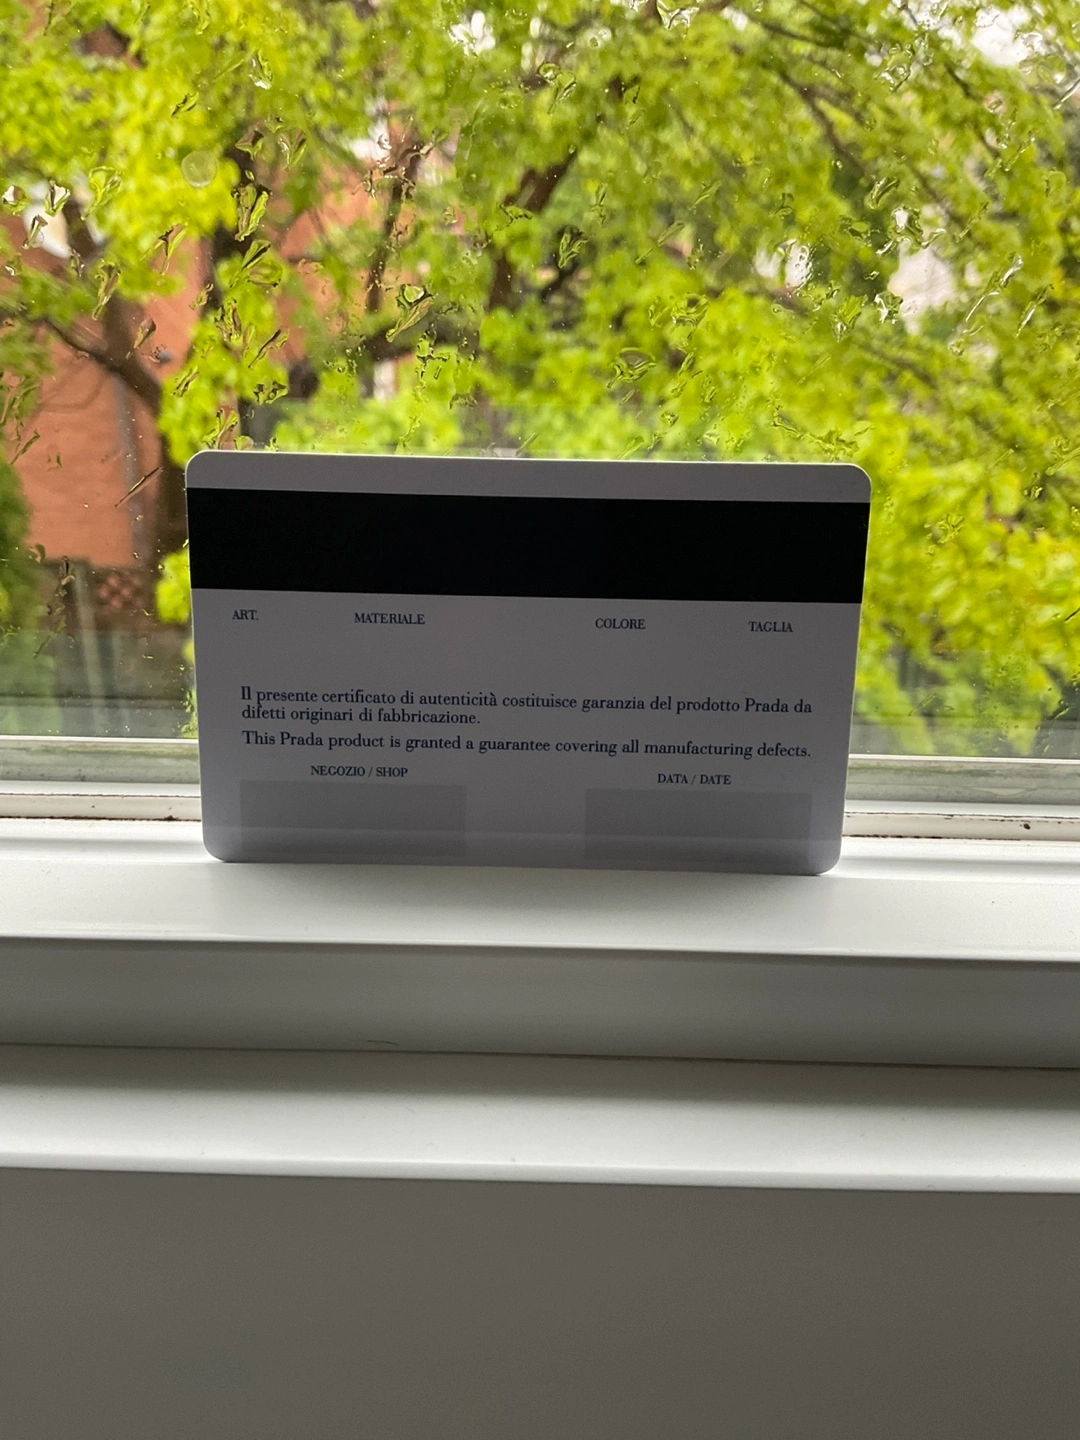 ART. MATERIALE COLORE TAGLIA
Il presente certificato di autenticità costituisce garanzia del prodotto Prada da
difetti originari di fabbricazione.
This Prada product is granted a guarantee covering all manufacturing defects.
NEGOZIO / SHOP DATA / DATE